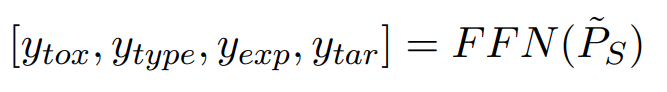 [y_{tox}, y_{type}, y_{exp}, y_{tar}] = FFN(\tilde{P}_S)